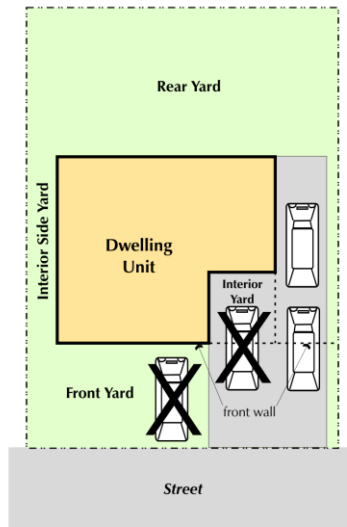 Rear Yard
Interior Side Yard
Dwelling
Unit
Interior
Yard
Front Yard
front wall
Street